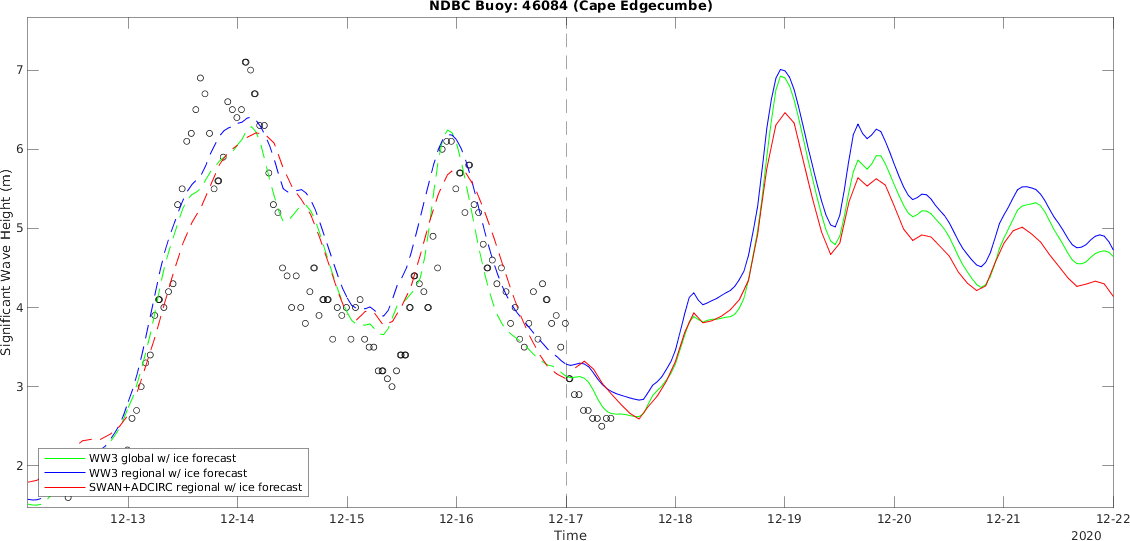 NDBC Buoy: 46084 (Cape Edgecumbe)
Significant Wave Height (m)
7
6
5
4
3
2
WW3 global w/ ice forecast
WW3 regional w/ ice forecast
SWAN+ADCIRC regional w/ ice forecast
12-13 12-14 12-15 12-16 12-17 12-18 12-19 12-20 12-21 12-22
Time 2020